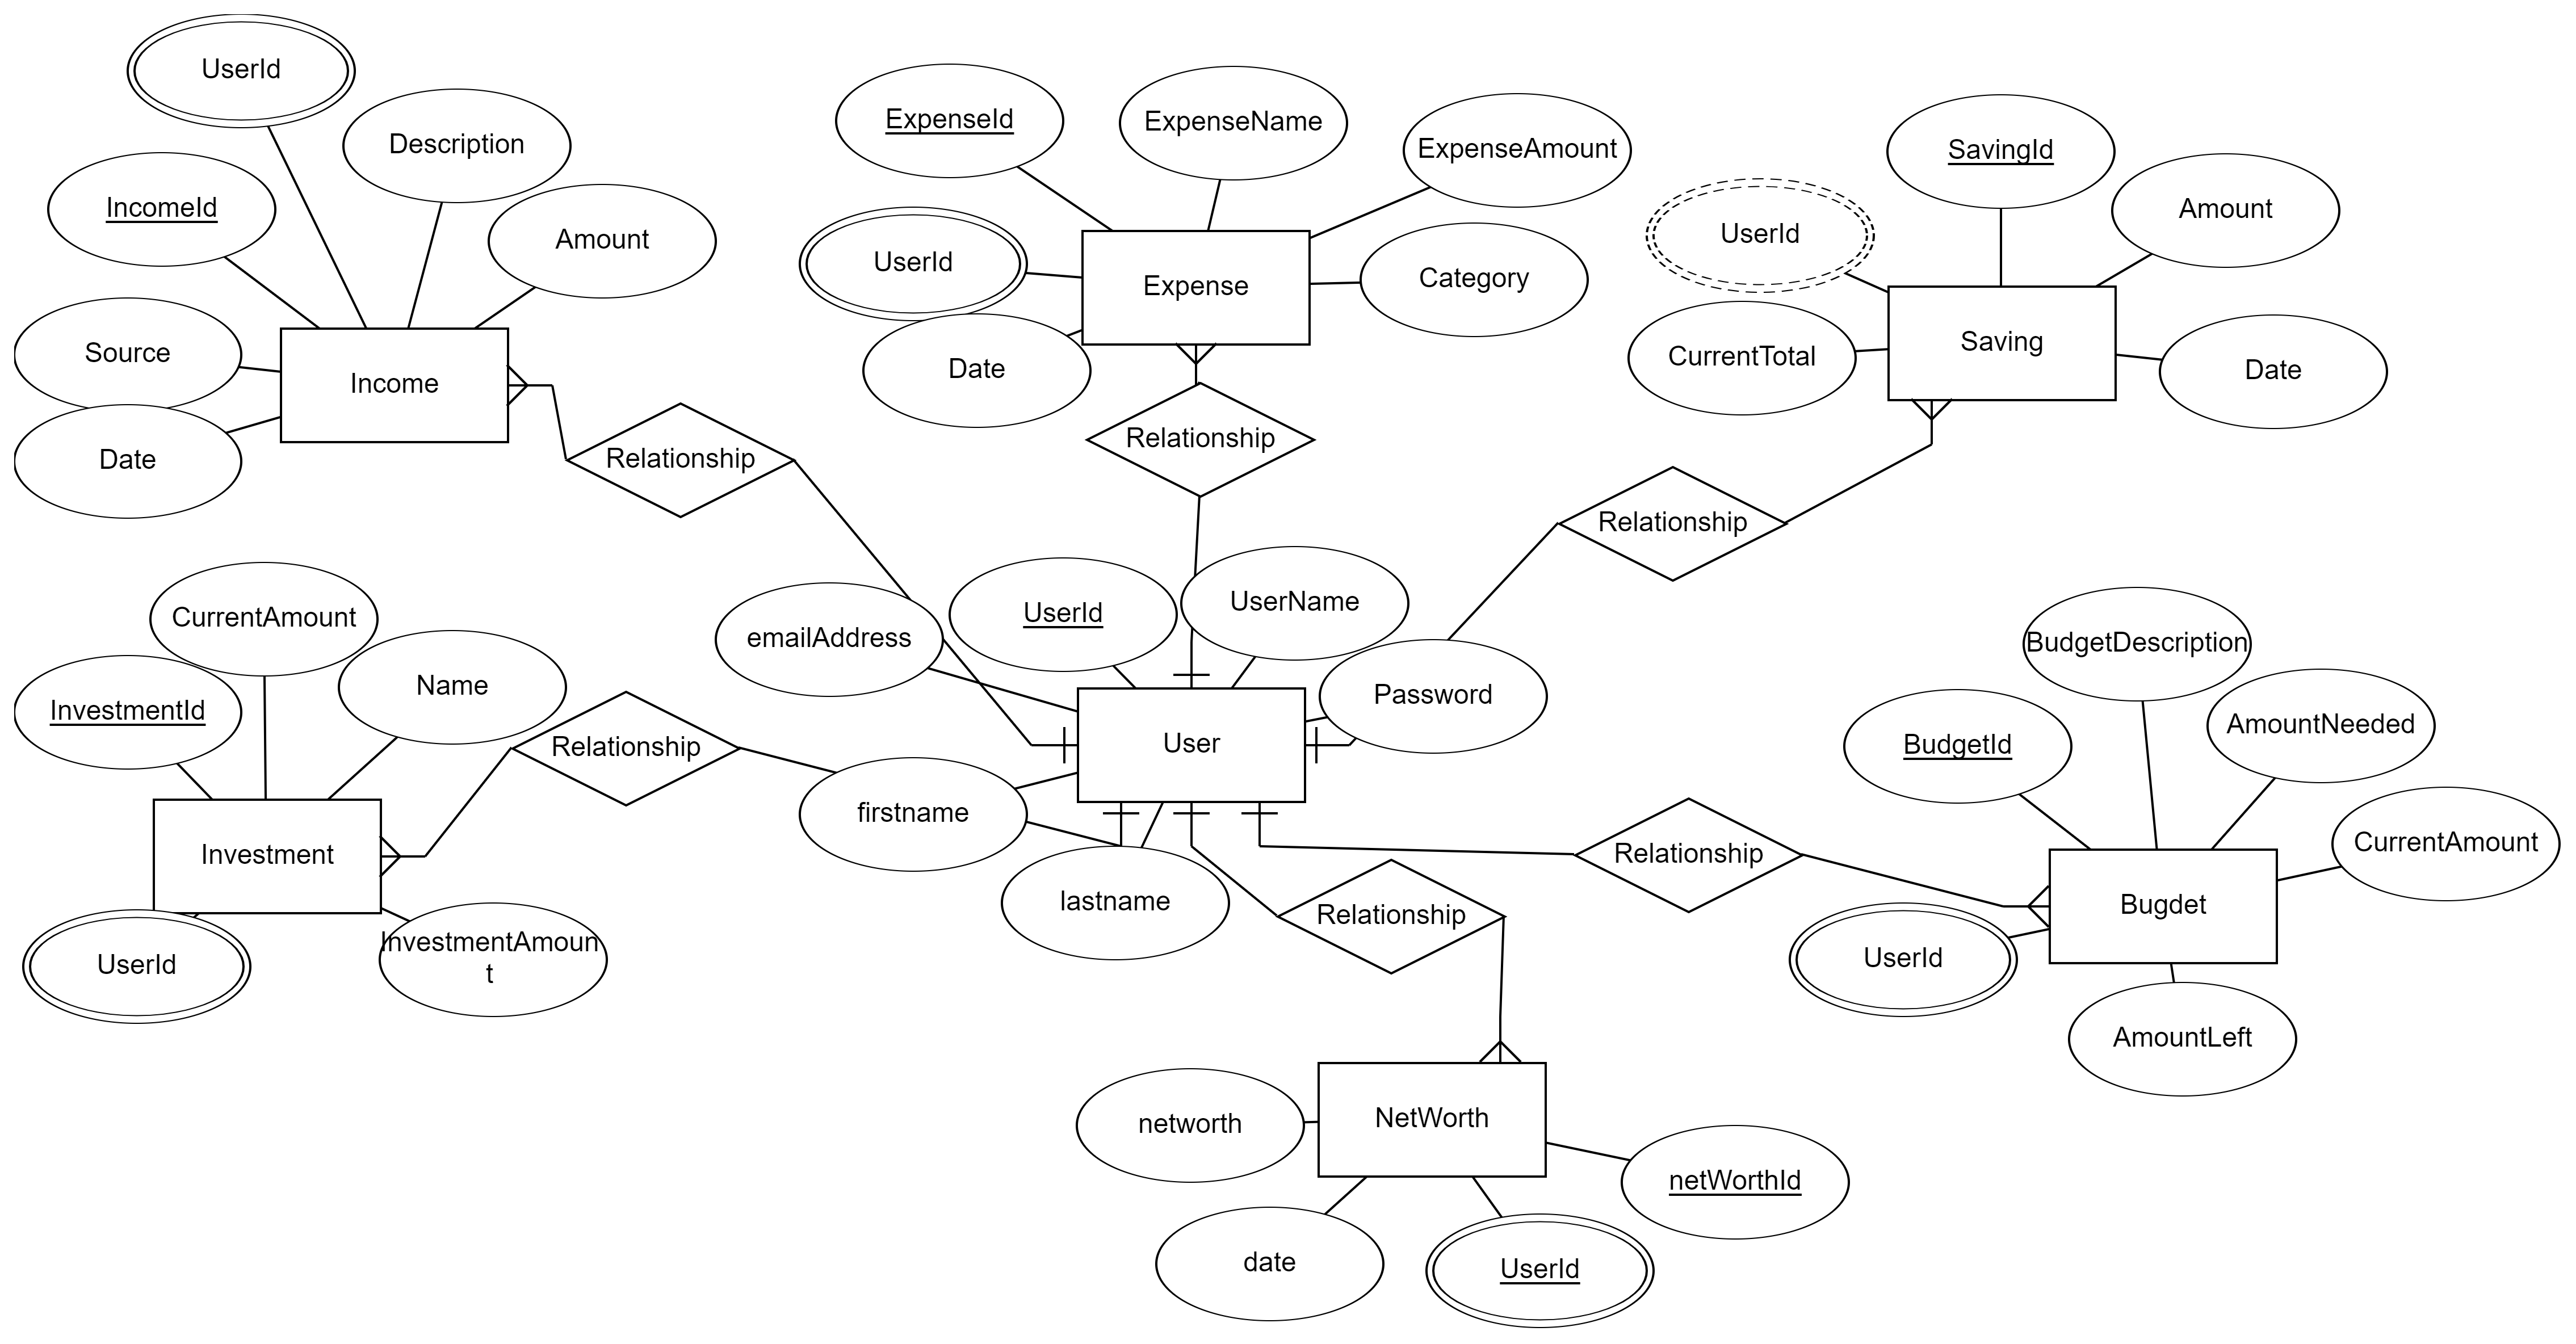 UserId
Description
IncomeId
Amount
Source
Income
Date
Relationship
ExpenseId
ExpenseName
ExpenseAmount
UserId
Expense
Category
Date
Relationship
SavingId
UserId
Amount
CurrentTotal
Saving
Date
Relationship
CurrentAmount
InvestmentId
Name
Relationship
Investment
UserId
InvestmentAmoun
t
emailAddress
UserId
UserName
Password
User
firstname
lastname
Relationship
Relationship
BudgetDescription
BudgetId
AmountNeeded
CurrentAmount
Bugdet
UserId
AmountLeft
networth
NetWorth
netWorthId
date
UserId